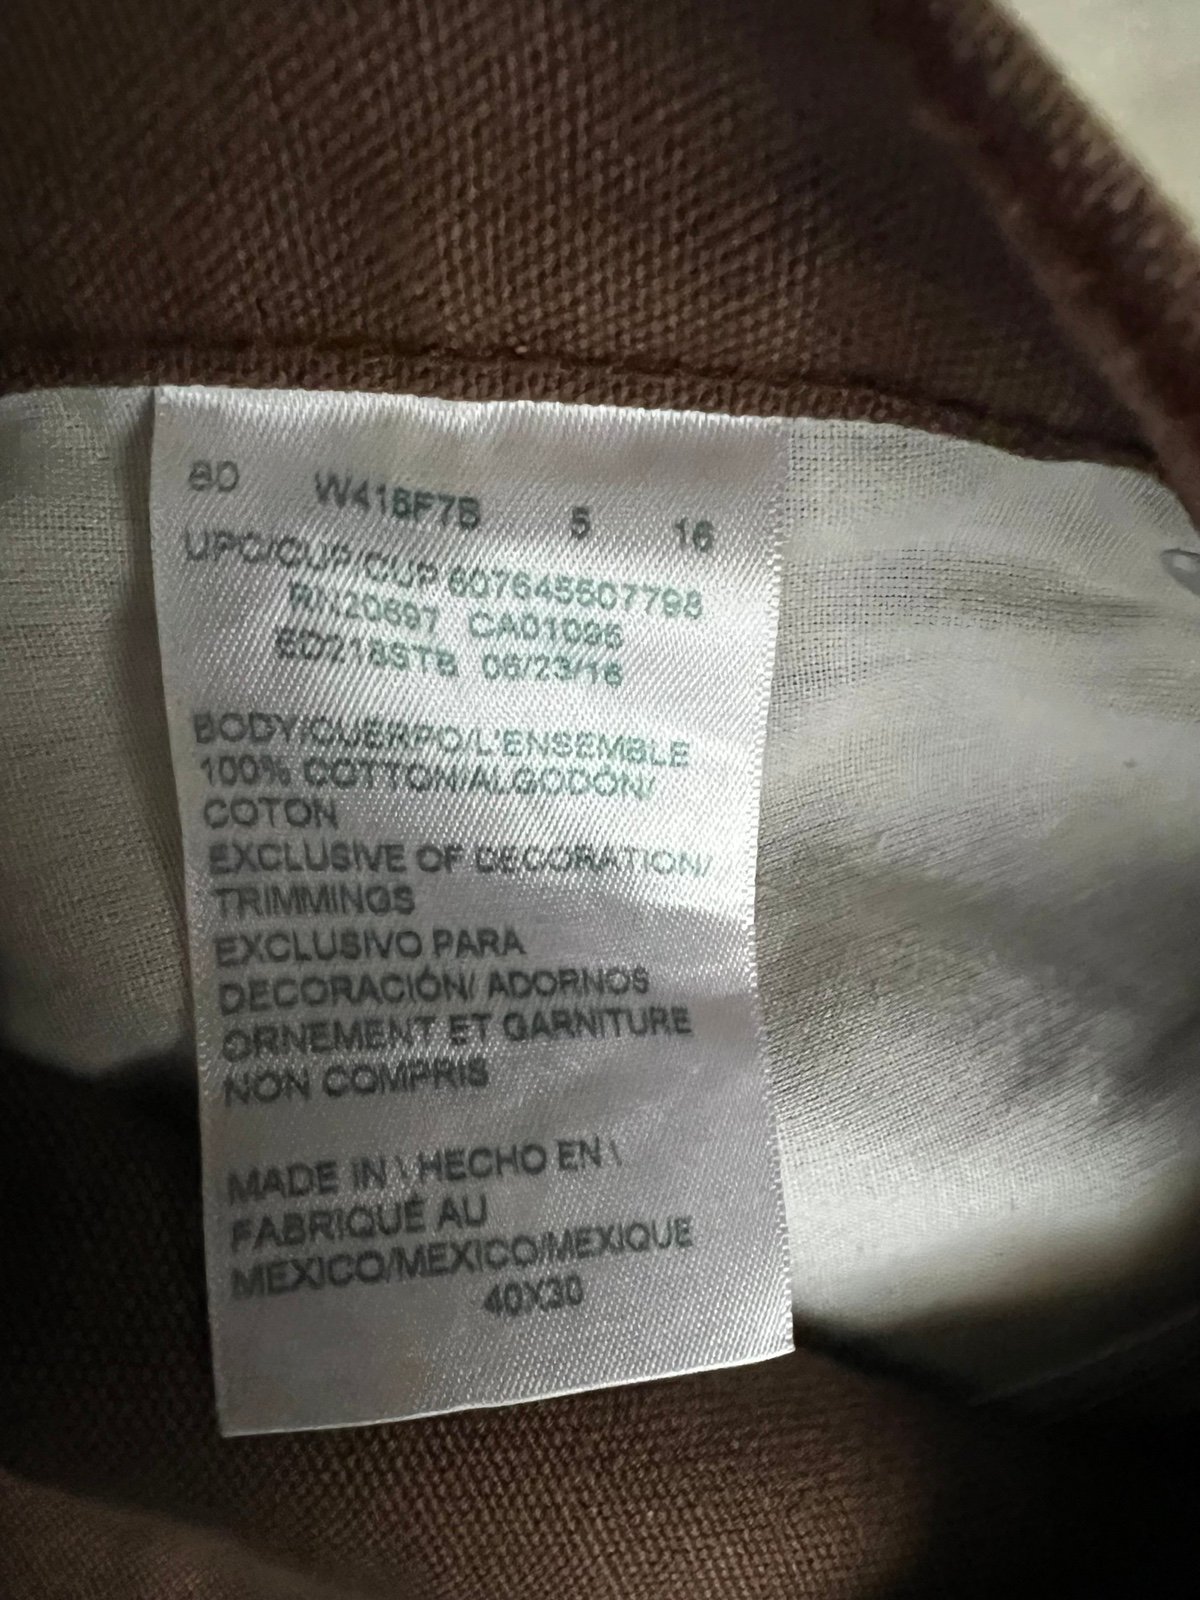 80 W418F7B 5 16
UPC/CUP/CUP 607645507798
RN20697 CA01095
ED218STB 06/23/16
BODY/CUERPO/L'ENSEMBLE
100% COTTON/ALGODÓN/
COTON
EXCLUSIVE OF DECORATION/
TRIMMINGS
EXCLUSIVO PARA
DECORACIÓN/ ADORNOS
ORNEMENT ET GARNITURE
NON COMPRIS
MADE IN \ HECHO EN \
FABRIQUÉ AU
MEXICO/MEXICO/MEXIQUE
40X30